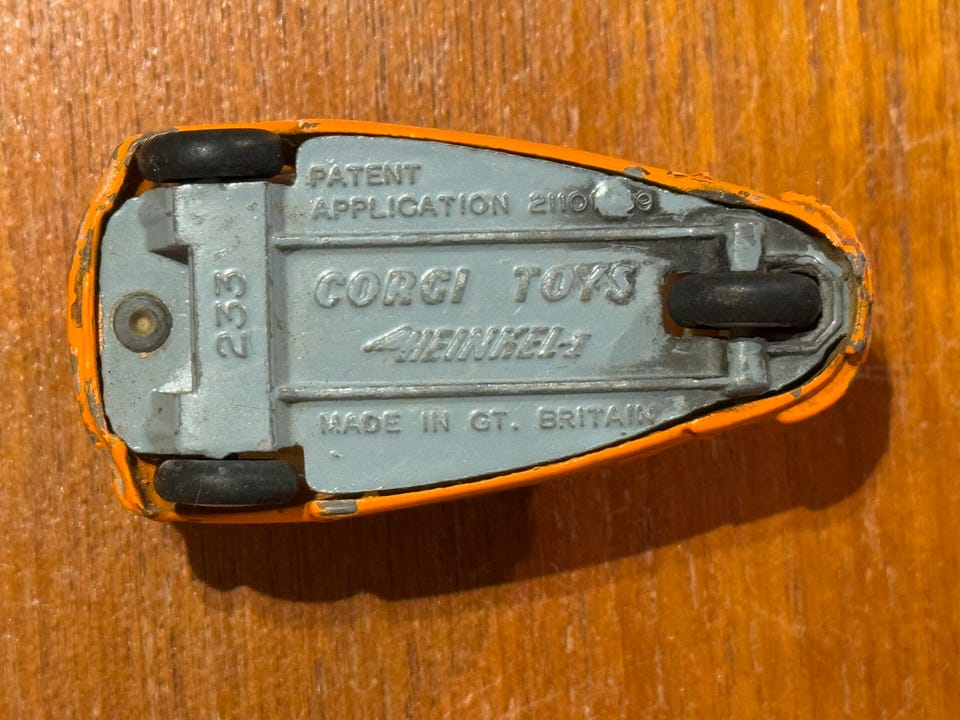 PATENT
APPLICATION
CORGI TOYS
HEINKEL-I
MADE IN GT. BRITAIN
233